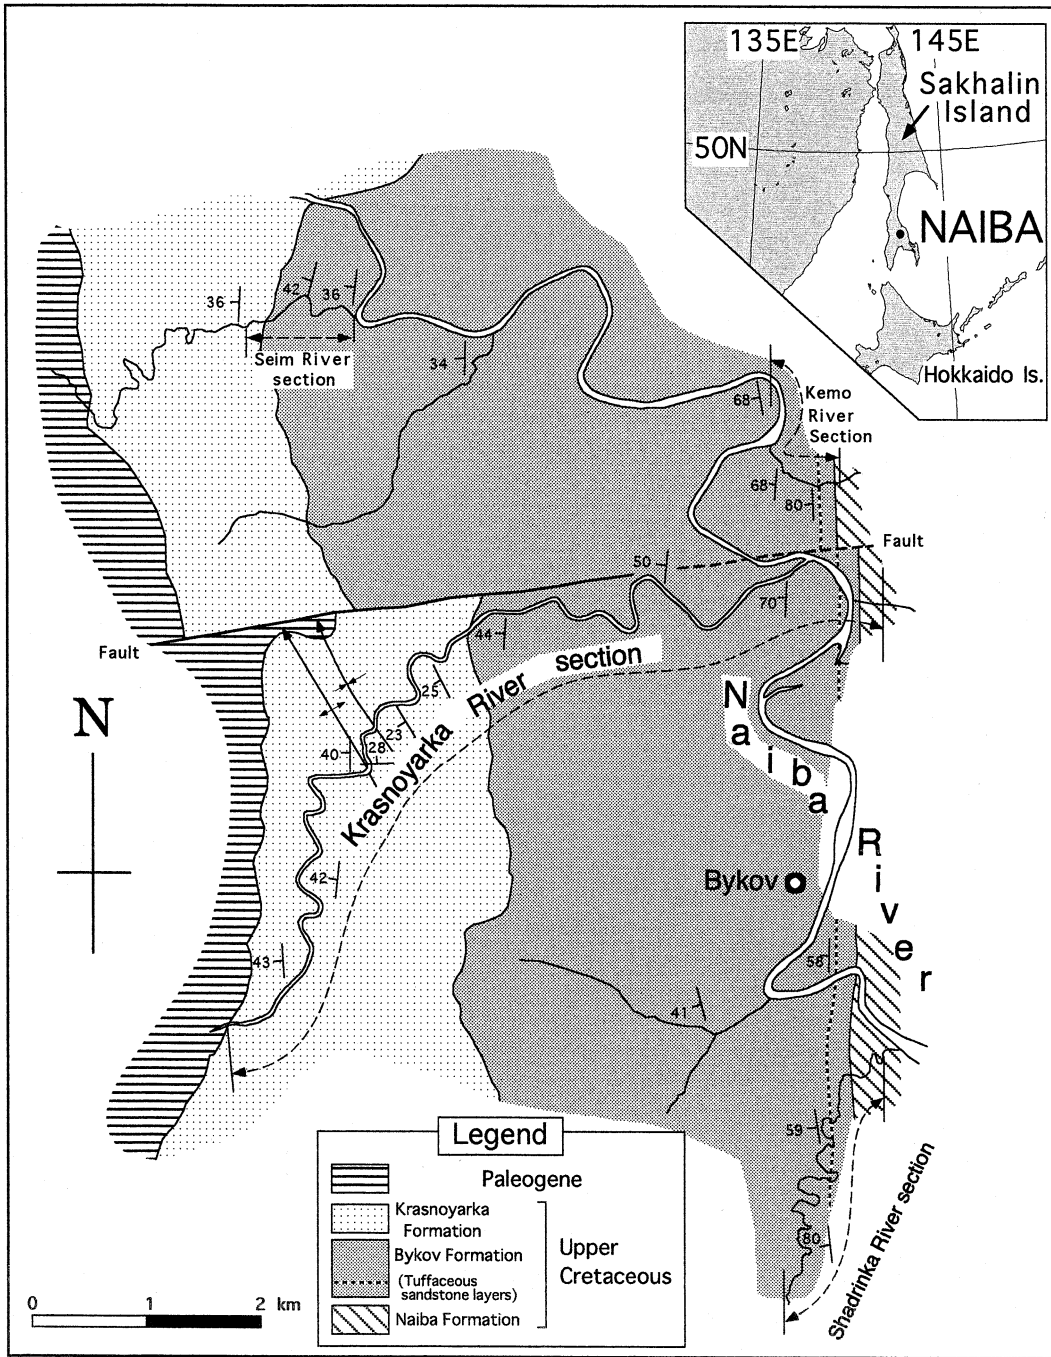 135E
145E
Sakhalin
Island
50N
NAIBA
Hokkaido Is.
36
42
36
Seim River
section
34
68
Kemo
River
Section
68
80
Fault
50
70
Fault
44
25
23
28
40
Krasnoyarka River section
Naiba River
42
Bykov
43
58
41
59
80
Shadrinka River section
N
Legend
Paleogene
Krasnoyarka
Formation
Bykov Formation
(Tuffaceous
sandstone layers)
Naiba Formation
Upper
Cretaceous
0 1 2 km